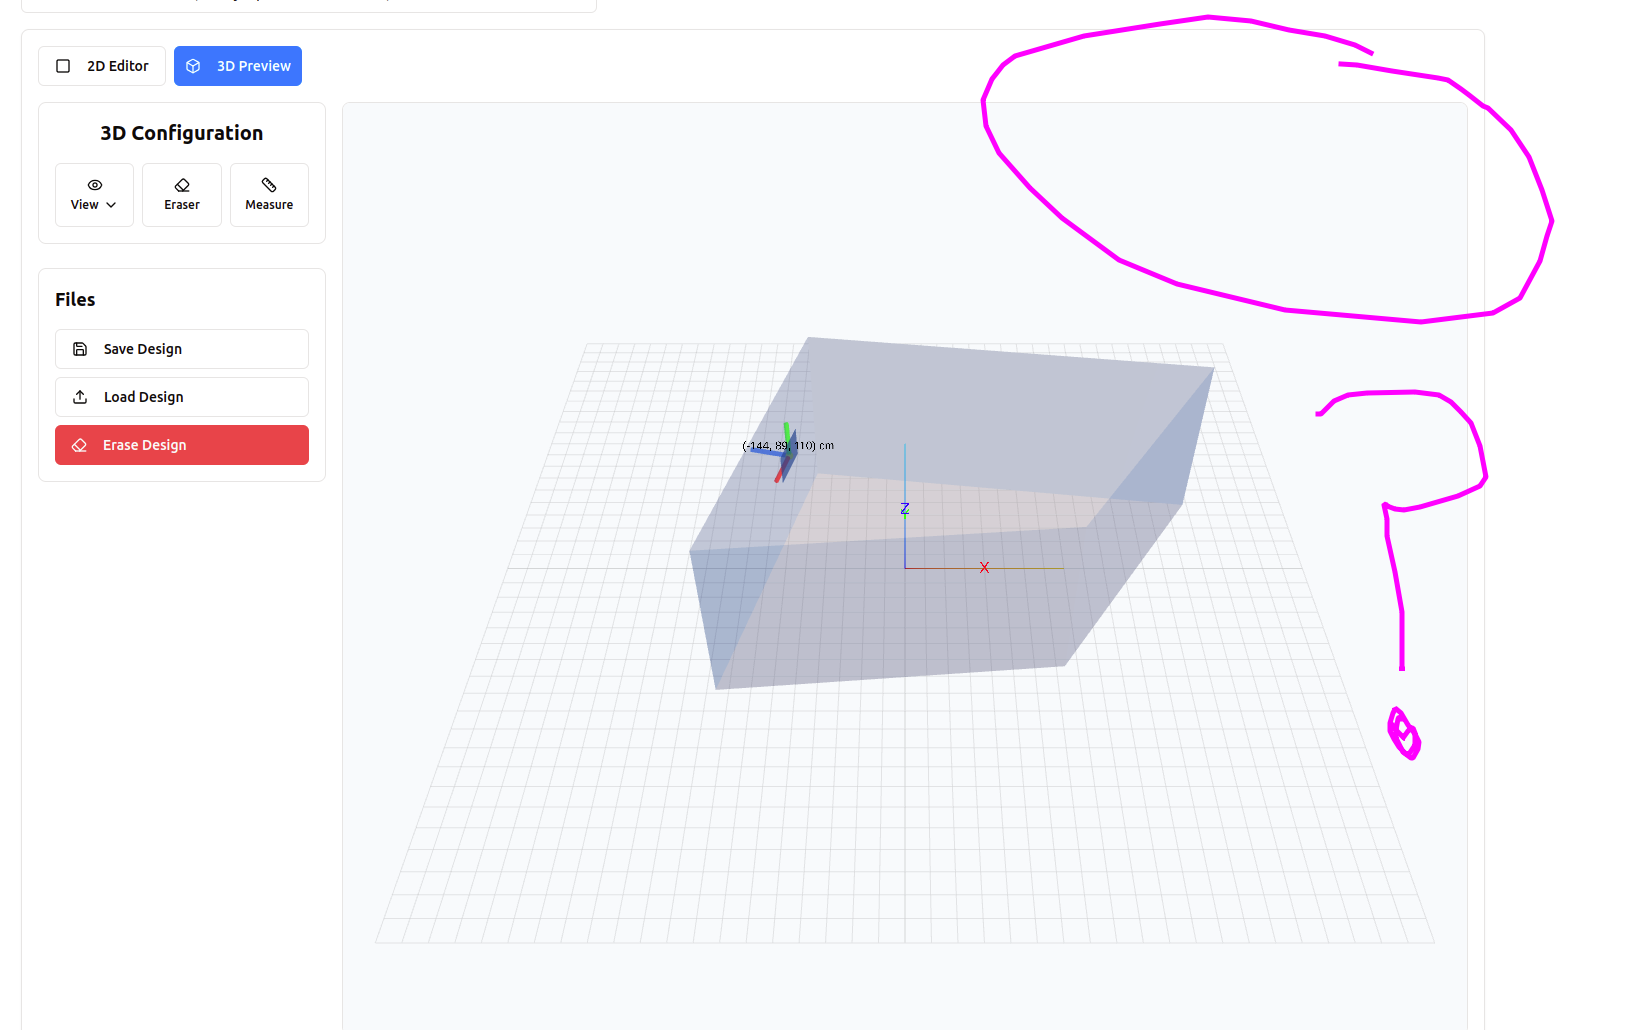 2D Editor 3D Preview
3D Configuration
View Eraser Measure
Files
Save Design
Load Design
Erase Design
(-144, 89, 110) cm
Z
X
?